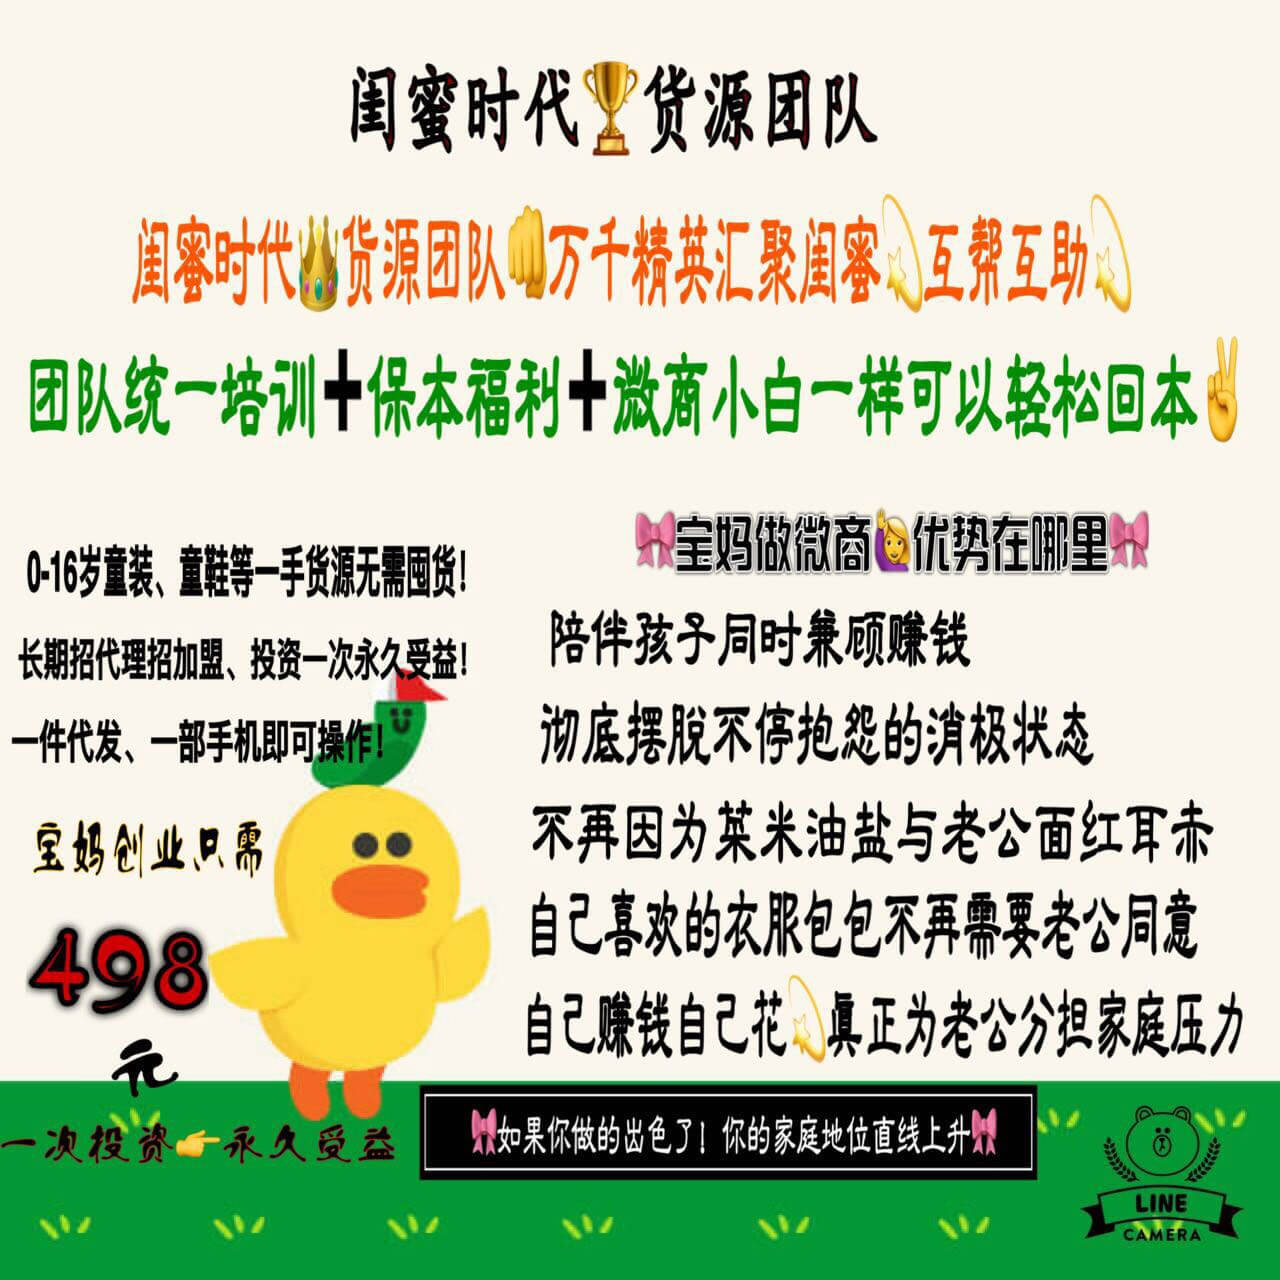 闺蜜时代🏆货源团队
闺蜜时代👑货源团队👊万千精英汇聚闺蜜💫互帮互助💫
团队统一培训➕保本福利➕微商小白一样可以轻松回本✌
0-16岁童装、童鞋等一手货源无需囤货！
长期招代理招加盟、投资一次永久受益！
一件代发、一部手机即可操作！
宝妈创业只需
498
元
一次投资👉永久受益
🎀宝妈做微商🙋优势在哪里🎀
陪伴孩子同时兼顾赚钱
彻底摆脱不停抱怨的消极状态
不再因为菜米油盐与老公面红耳赤
自己喜欢的衣服包包不再需要老公同意
自己赚钱自己花💫真正为老公分担家庭压力
🎀如果你做的出色了！你的家庭地位直线上升🎀
LINE
CAMERA